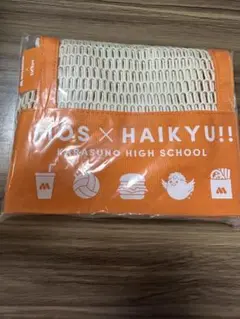 MOS × HAIKYU!!
KARASUNO HIGH SCHOOL